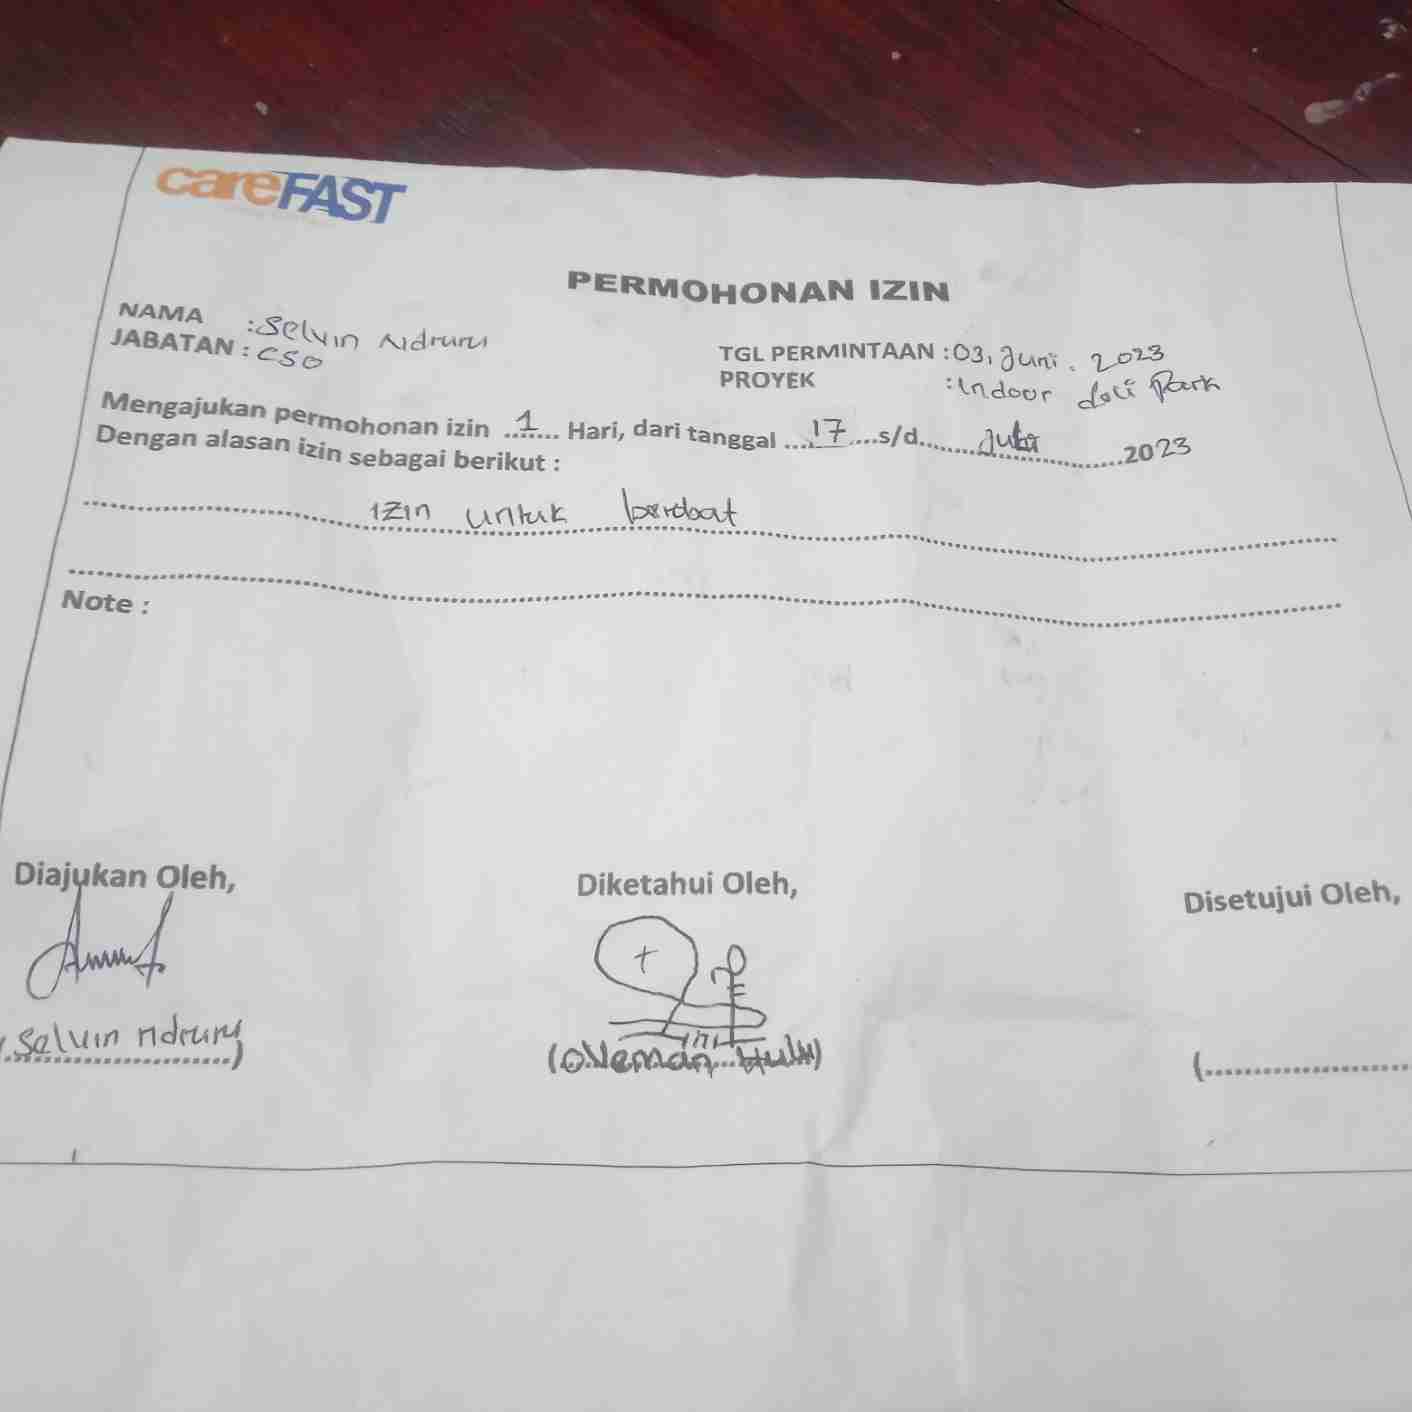 careFAST
PERMOHONAN IZIN
NAMA : Selvin Ndruru
JABATAN : CSO
TGL PERMINTAAN : 03, Juni . 2023
PROYEK : Indoor deli Park
Mengajukan permohonan izin ..1.. Hari, dari tanggal ....17....s/d...............2023
Dengan alasan izin sebagai berikut :
izin untuk berobat
Note :
Diajukan Oleh,
Diketahui Oleh,
Disetujui Oleh,
(Selvin Ndruru)
(Oleman Hulu)
(....................